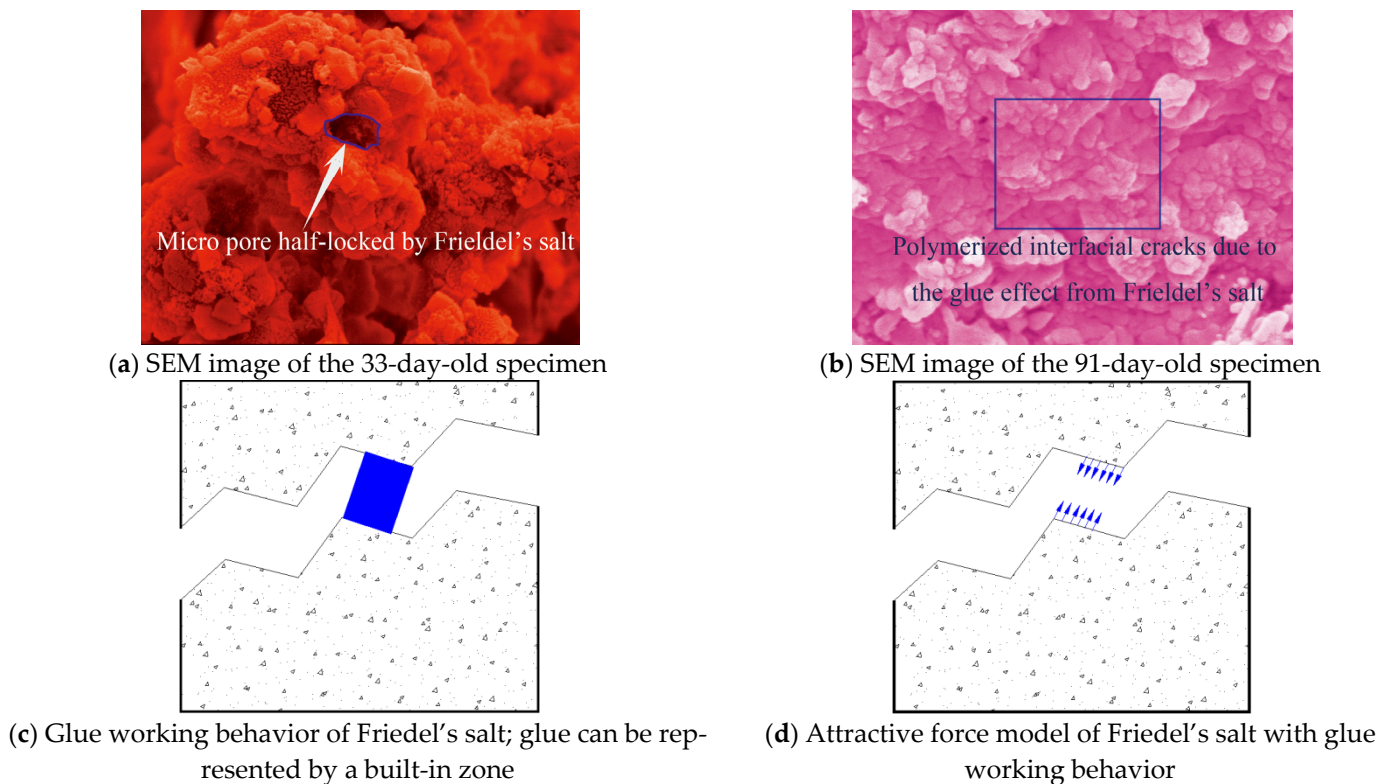 Micro pore half-locked by Frieldel's salt
Polymerized interfacial cracks due to
the glue effect from Frieldel's salt
(a) SEM image of the 33-day-old specimen
(b) SEM image of the 91-day-old specimen
(c) Glue working behavior of Friedel's salt; glue can be rep-
resented by a built-in zone
(d) Attractive force model of Friedel's salt with glue
working behavior